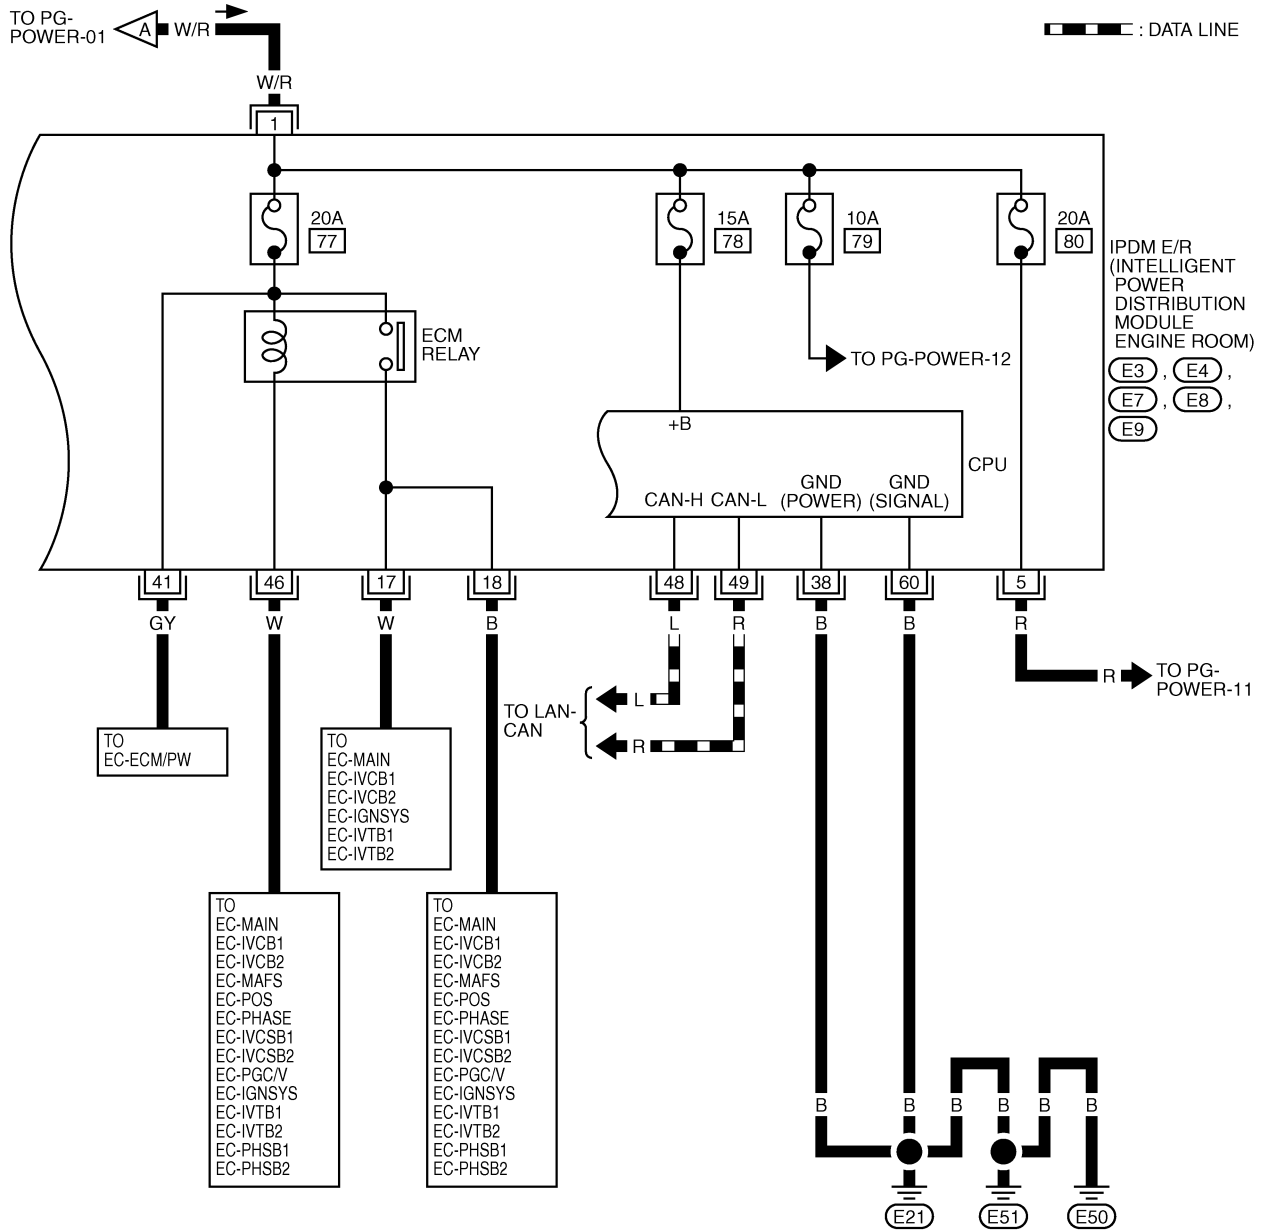 TO PG-
POWER-01
A
W/R
: DATA LINE
W/R
1
20A
77
15A
78
10A
79
20A
80
IPDM E/R
(INTELLIGENT
POWER
DISTRIBUTION
MODULE
ENGINE ROOM)
E3 , E4 ,
E7 , E8 ,
E9
ECM
RELAY
TO PG-POWER-12
+B
CPU
CAN-H
CAN-L
GND
(POWER)
GND
(SIGNAL)
41
46
17
18
48
49
38
60
5
GY
W
W
B
L
R
B
B
R
R
TO PG-
POWER-11
TO LAN-
CAN
L
R
TO
EC-ECM/PW
TO
EC-MAIN
EC-IVCB1
EC-IVCB2
EC-IGNSYS
EC-IVTB1
EC-IVTB2
TO
EC-MAIN
EC-IVCB1
EC-IVCB2
EC-MAFS
EC-POS
EC-PHASE
EC-IVCSB1
EC-IVCSB2
EC-PGC/V
EC-IGNSYS
EC-IVTB1
EC-IVTB2
EC-PHSB1
EC-PHSB2
TO
EC-MAIN
EC-IVCB1
EC-IVCB2
EC-MAFS
EC-POS
EC-PHASE
EC-IVCSB1
EC-IVCSB2
EC-PGC/V
EC-IGNSYS
EC-IVTB1
EC-IVTB2
EC-PHSB1
EC-PHSB2
B
B
B
B
B
B
E21
E51
E50